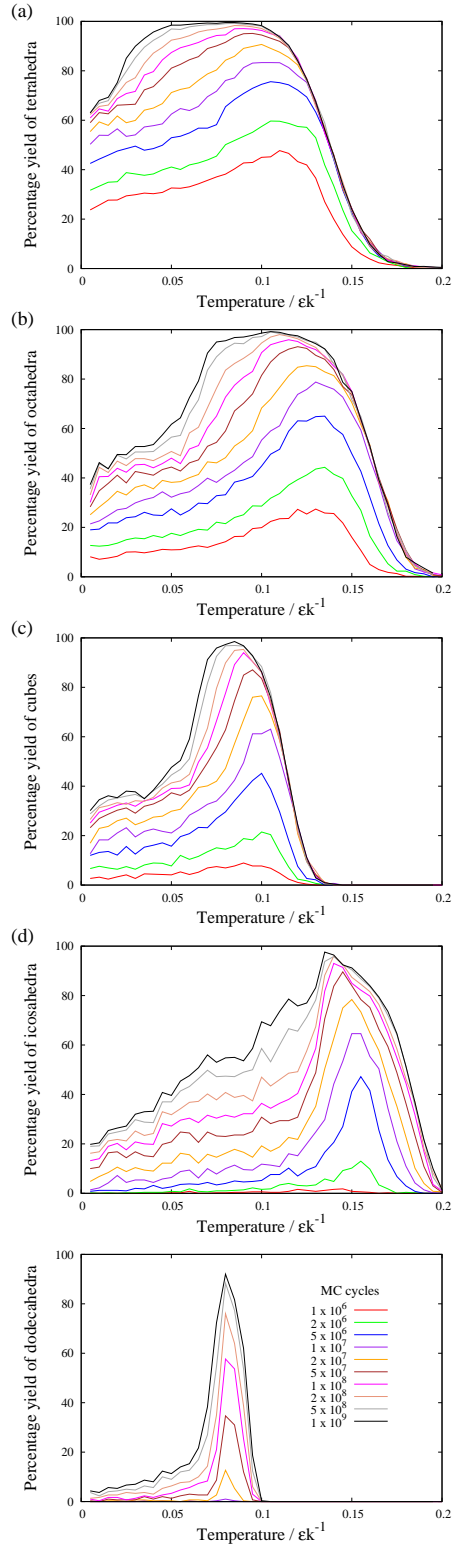 (a)
Percentage yield of tetrahedra
100
80
60
40
20
0
0 0.05 0.1 0.15 0.2
Temperature / εk⁻¹
(b)
Percentage yield of octahedra
100
80
60
40
20
0
0 0.05 0.1 0.15 0.2
Temperature / εk⁻¹
(c)
Percentage yield of cubes
100
80
60
40
20
0
0 0.05 0.1 0.15 0.2
Temperature / εk⁻¹
(d)
Percentage yield of icosahedra
100
80
60
40
20
0
0 0.05 0.1 0.15 0.2
Temperature / εk⁻¹
Percentage yield of dodecahedra
100
80
60
40
20
0
0 0.05 0.1 0.15 0.2
Temperature / εk⁻¹
MC cycles
1 x 10⁶
2 x 10⁶
5 x 10⁶
1 x 10⁷
2 x 10⁷
5 x 10⁷
1 x 10⁸
2 x 10⁸
5 x 10⁸
1 x 10⁹